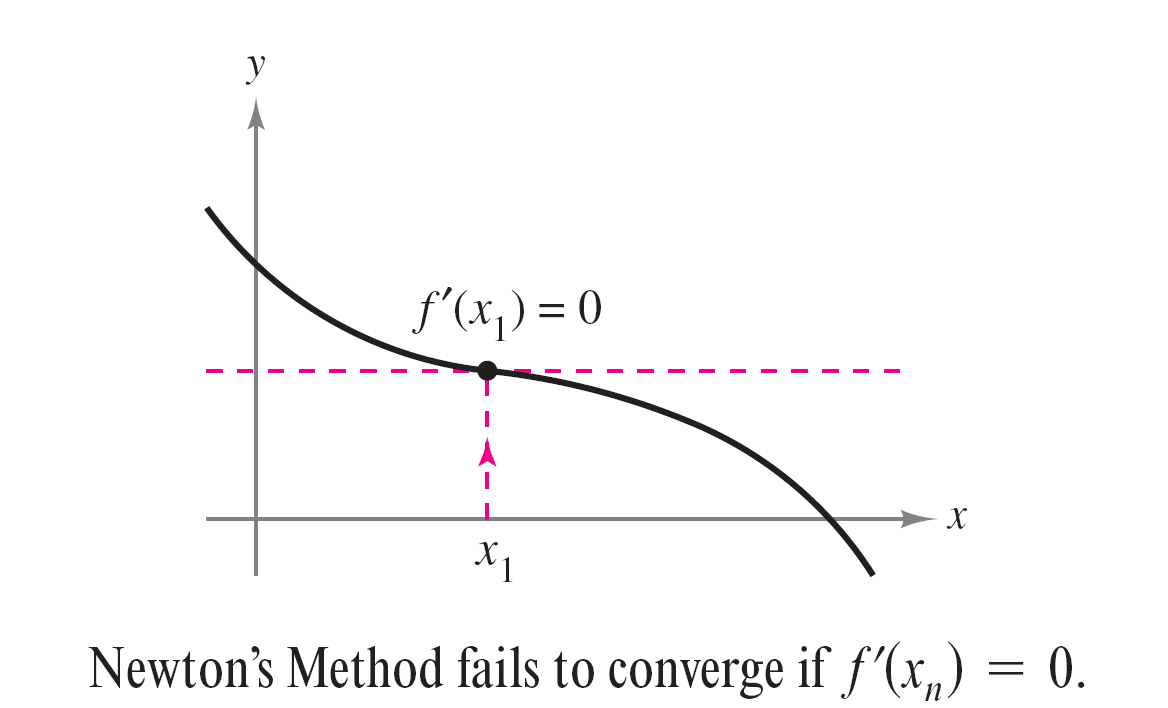 y
f′(x₁) = 0
x
x₁
Newton’s Method fails to converge if f′(xₙ) = 0.